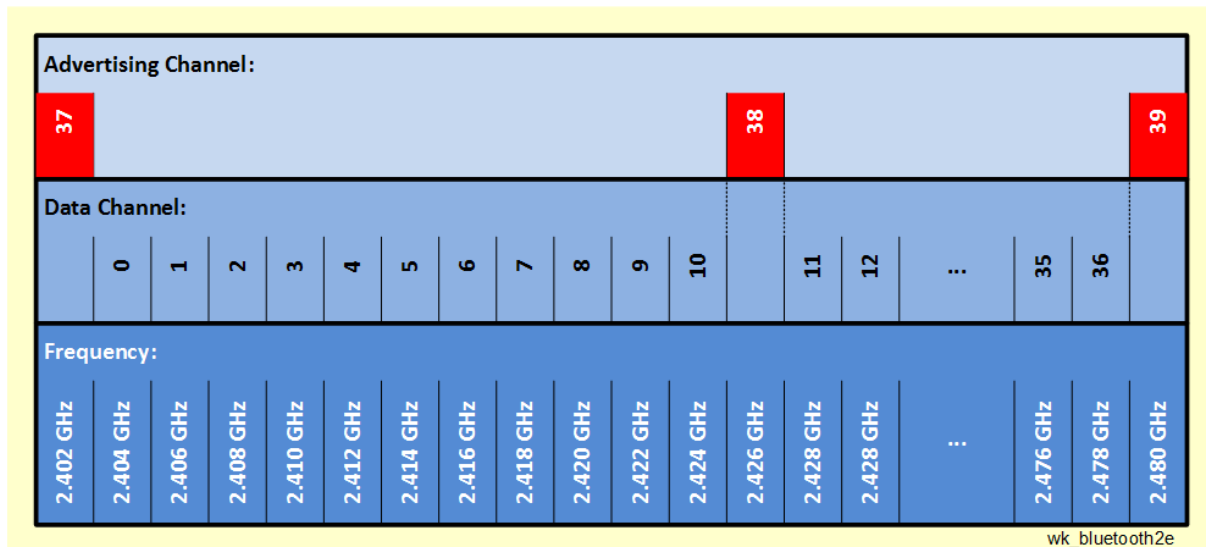 Advertising Channel:
37 38 39
Data Channel:
0 1 2 3 4 5 6 7 8 9 10 11 12 ... 35 36
Frequency:
2.402 GHz 2.404 GHz 2.406 GHz 2.408 GHz 2.410 GHz 2.412 GHz 2.414 GHz 2.416 GHz 2.418 GHz 2.420 GHz 2.422 GHz 2.424 GHz 2.426 GHz 2.428 GHz 2.428 GHz ... 2.476 GHz 2.478 GHz 2.480 GHz
wk_bluetooth2e